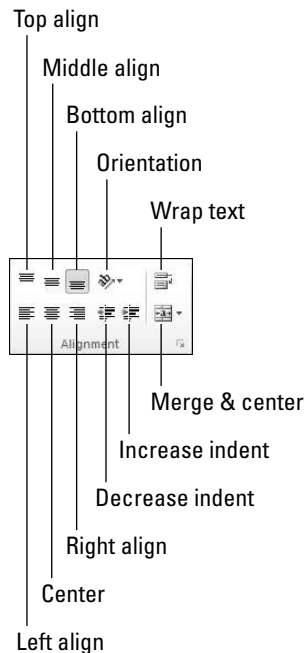 Top align
Middle align
Bottom align
Orientation
Wrap text
Alignment
Merge & center
Increase indent
Decrease indent
Right align
Center
Left align